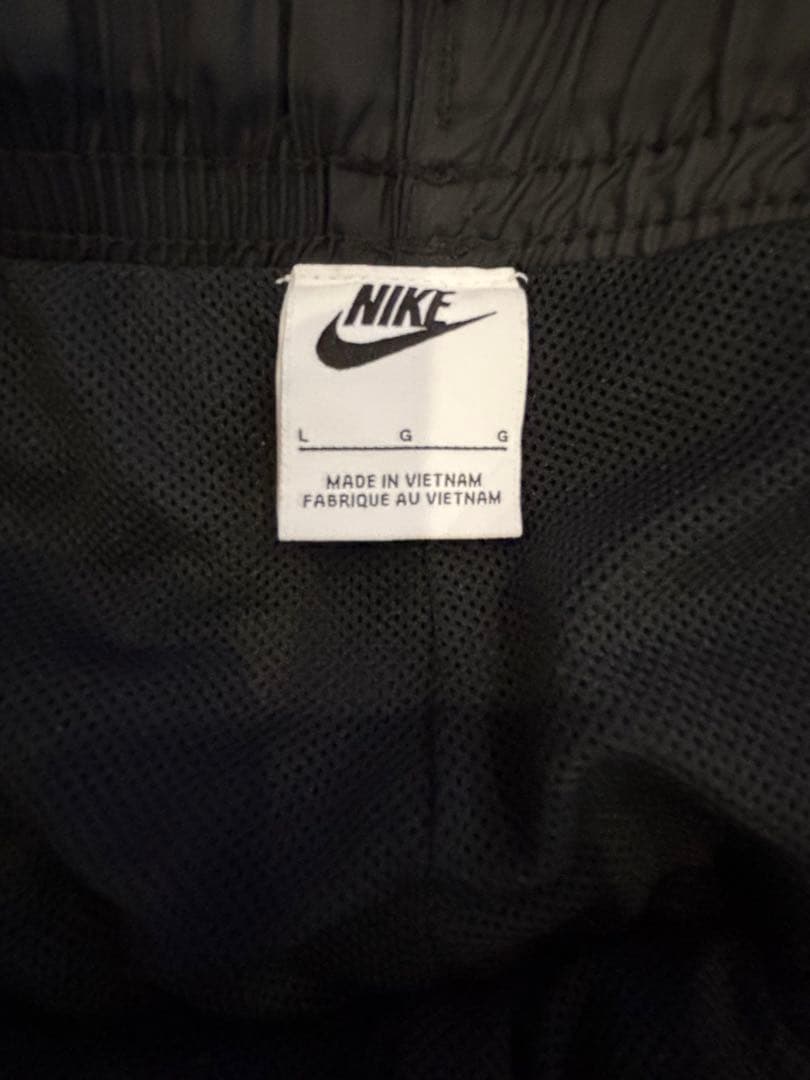 NIKE
L G G
MADE IN VIETNAM
FABRIQUE AU VIETNAM